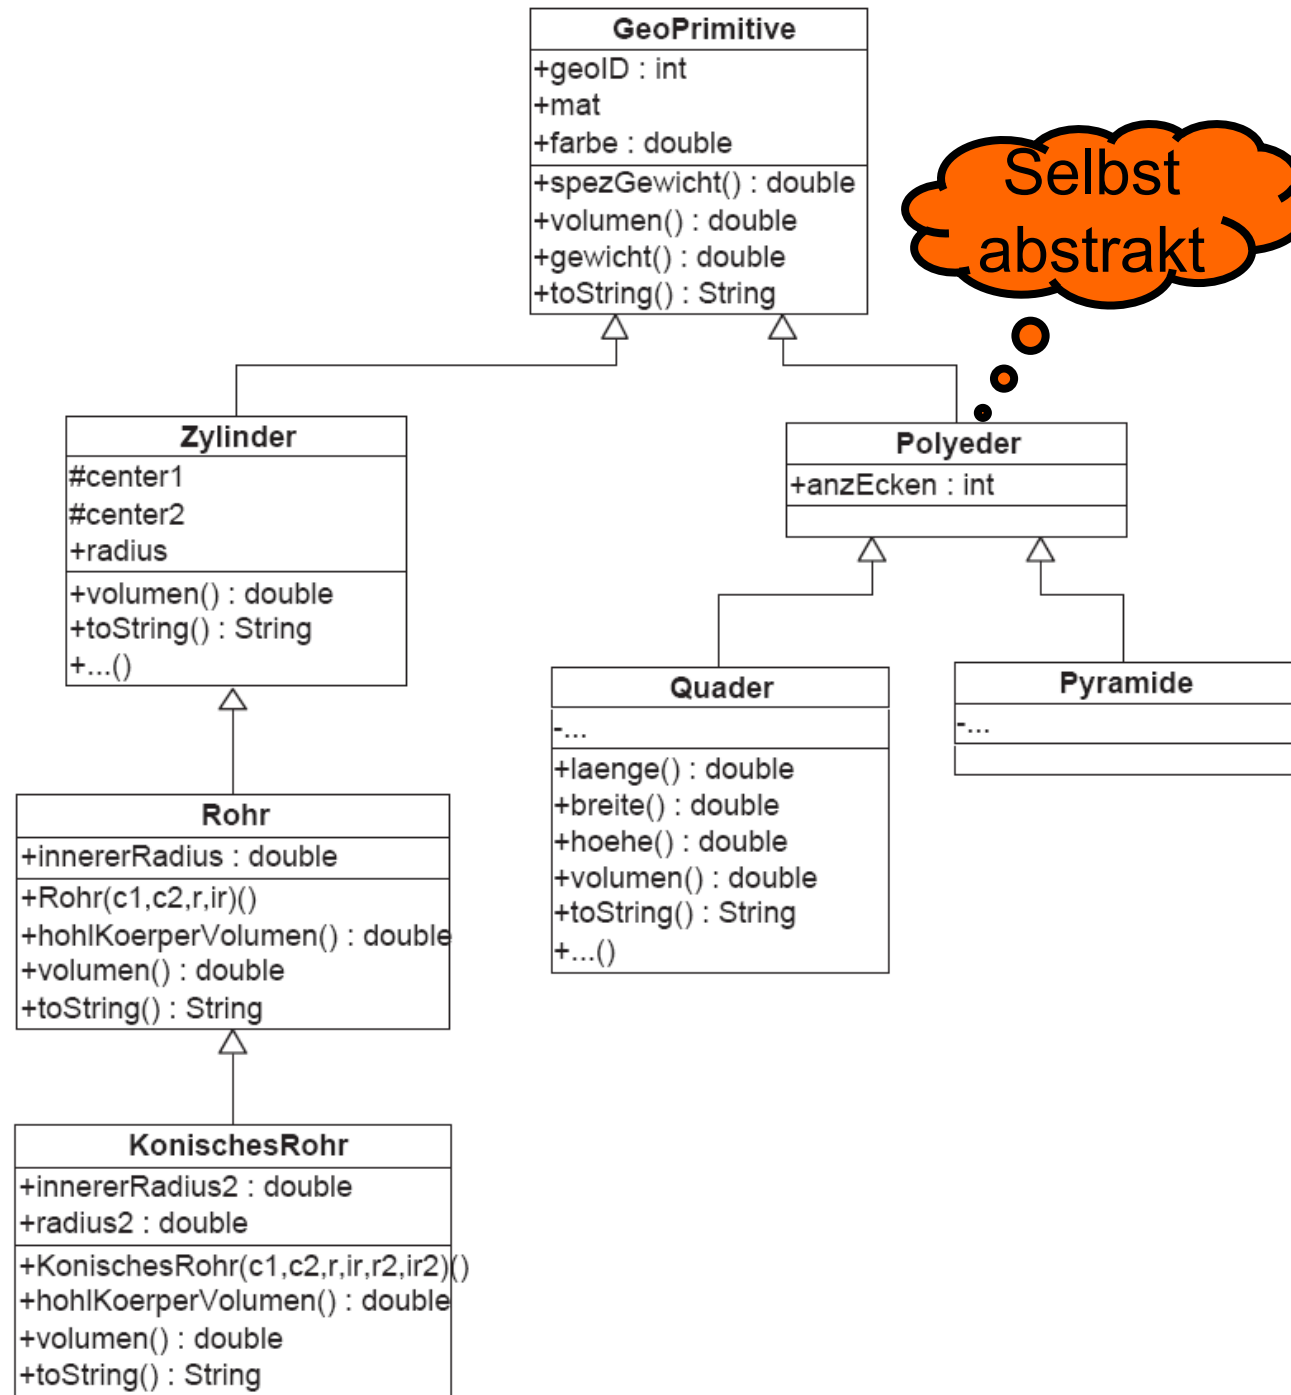 GeoPrimitive
+geoID : int
+mat
+farbe : double
+spezGewicht() : double
+volumen() : double
+gewicht() : double
+toString() : String
Selbst
abstrakt
Zylinder
#center1
#center2
+radius
+volumen() : double
+toString() : String
+...()
Polyeder
+anzEcken : int
Rohr
+innererRadius : double
+Rohr(c1,c2,r,ir)()
+hohlKoerperVolumen() : double
+volumen() : double
+toString() : String
Quader
-...
+laenge() : double
+breite() : double
+hoehe() : double
+volumen() : double
+toString() : String
+...()
Pyramide
-...
KonischesRohr
+innererRadius2 : double
+radius2 : double
+KonischesRohr(c1,c2,r,ir,r2,ir2)()
+hohlKoerperVolumen() : double
+volumen() : double
+toString() : String